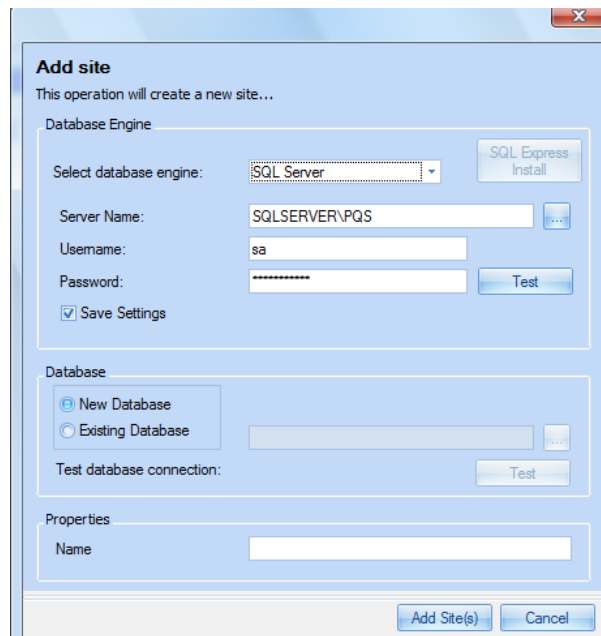 X
Add site
This operation will create a new site...
Database Engine
SQL Express
Install
Select database engine: SQL Server
Server Name: SQLSERVER\PQS ...
Username: sa
Password: *********** Test
Save Settings
Database
New Database
Existing Database ...
Test database connection: Test
Properties
Name
Add Site(s) Cancel